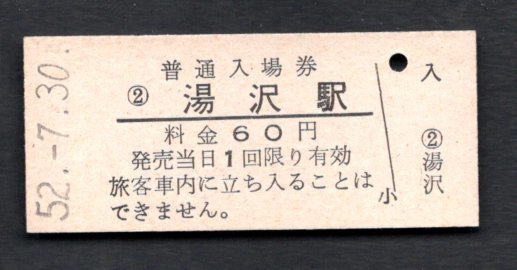 52.-7.30.
普通入場券
② 湯沢駅
料金60円
発売当日1回限り有効
旅客車内に立ち入ることは
できません。
小
入
②湯沢